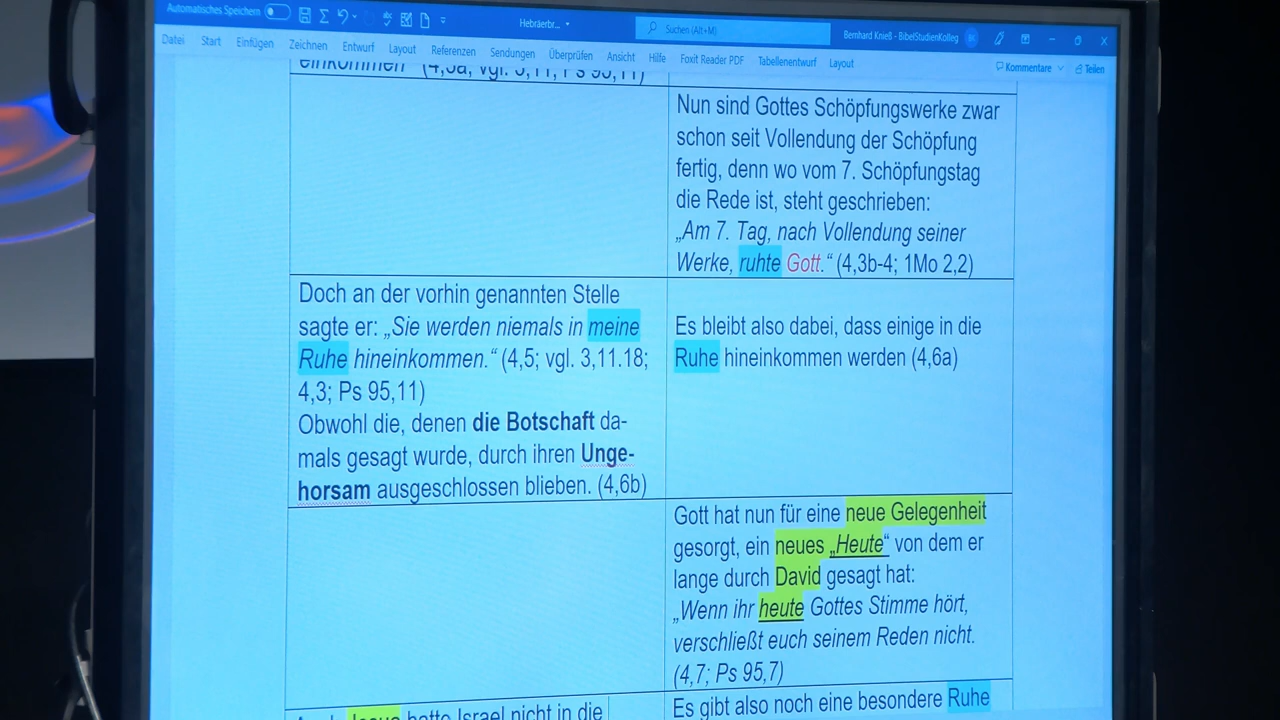 Automatisches Speichern
Hebräerbr...
Suchen (Alt+M)
Bernhard Knieß - BibelStudienKolleg
BK
Datei Start Einfügen Zeichnen Entwurf Layout Referenzen Sendungen Überprüfen Ansicht Hilfe Foxit Reader PDF Tabellenentwurf Layout
Kommentare Teilen
einkommen
Nun sind Gottes Schöpfungswerke zwar
schon seit Vollendung der Schöpfung
fertig, denn wo vom 7. Schöpfungstag
die Rede ist, steht geschrieben:
„Am 7. Tag, nach Vollendung seiner
Werke, ruhte Gott.“ (4,3b-4; 1Mo 2,2)
Doch an der vorhin genannten Stelle
sagte er: „Sie werden niemals in meine
Ruhe hineinkommen.“ (4,5; vgl. 3,11.18;
4,3; Ps 95,11)
Obwohl die, denen die Botschaft da-
mals gesagt wurde, durch ihren Unge-
horsam ausgeschlossen blieben. (4,6b)
Es bleibt also dabei, dass einige in die
Ruhe hineinkommen werden (4,6a)
Gott hat nun für eine neue Gelegenheit
gesorgt, ein neues „Heute“ von dem er
lange durch David gesagt hat:
„Wenn ihr heute Gottes Stimme hört,
verschließt euch seinem Reden nicht.
(4,7; Ps 95,7)
Jesus hatte Israel nicht in die
Es gibt also noch eine besondere Ruhe